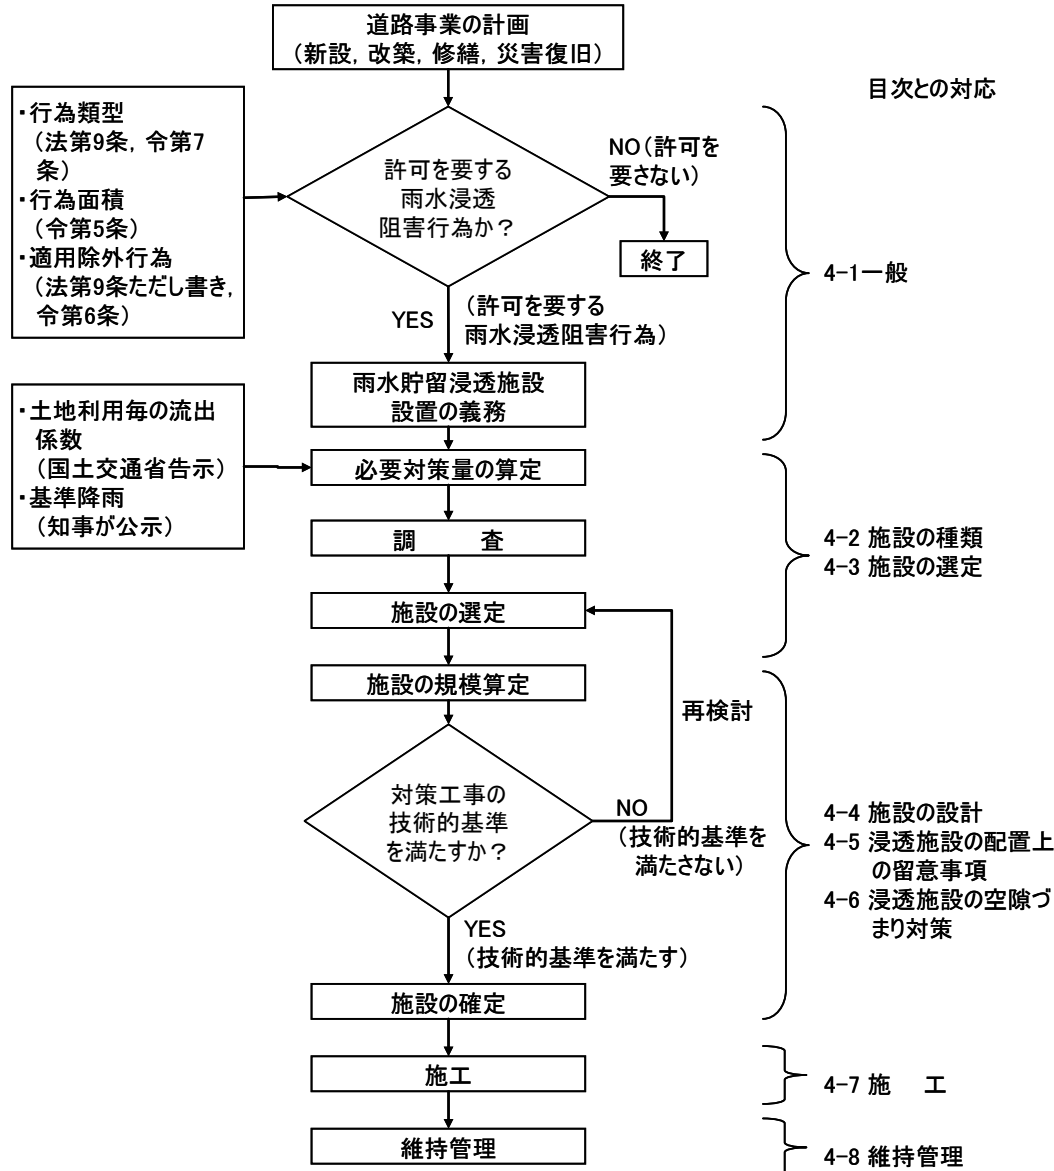 道路事業の計画
（新設，改築，修繕，災害復旧）
目次との対応
・行為類型
（法第9条，令第7
条）
・行為面積
（令第5条）
・適用除外行為
（法第9条ただし書き，
令第6条）
許可を要する
雨水浸透
阻害行為か？
NO（許可を
要さない）
終了
4-1一般
YES
（許可を要する
雨水浸透阻害行為）
雨水貯留浸透施設
設置の義務
・土地利用毎の流出
係数
（国土交通省告示）
・基準降雨
（知事が公示）
必要対策量の算定
調　　査
4-2 施設の種類
4-3 施設の選定
施設の選定
施設の規模算定
再検討
対策工事の
技術的基準
を満たすか？
NO
（技術的基準を
満たさない）
4-4 施設の設計
4-5 浸透施設の配置上
の留意事項
4-6 浸透施設の空隙づ
まり対策
YES
（技術的基準を満たす）
施設の確定
施工
4-7 施　工
維持管理
4-8 維持管理